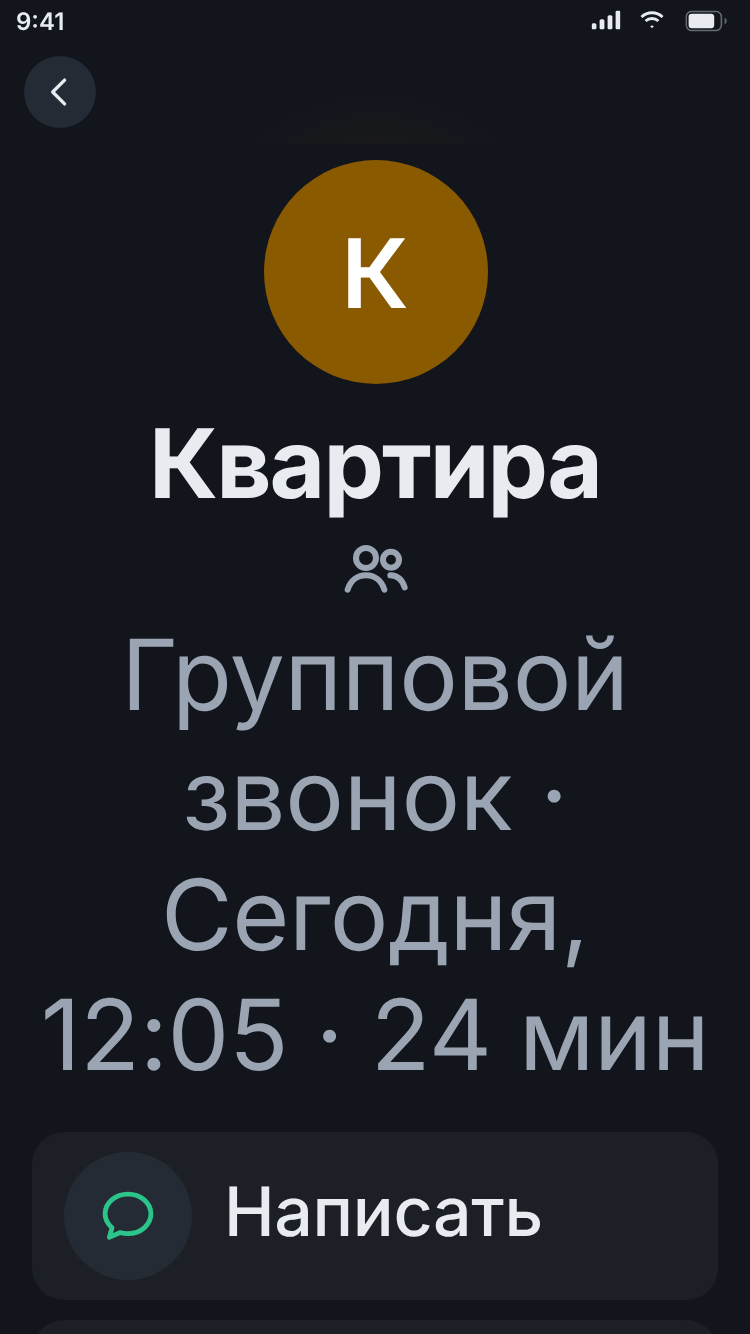 9:41
К
Квартира
Групповой
звонок ·
Сегодня,
12:05 · 24 мин
Написать